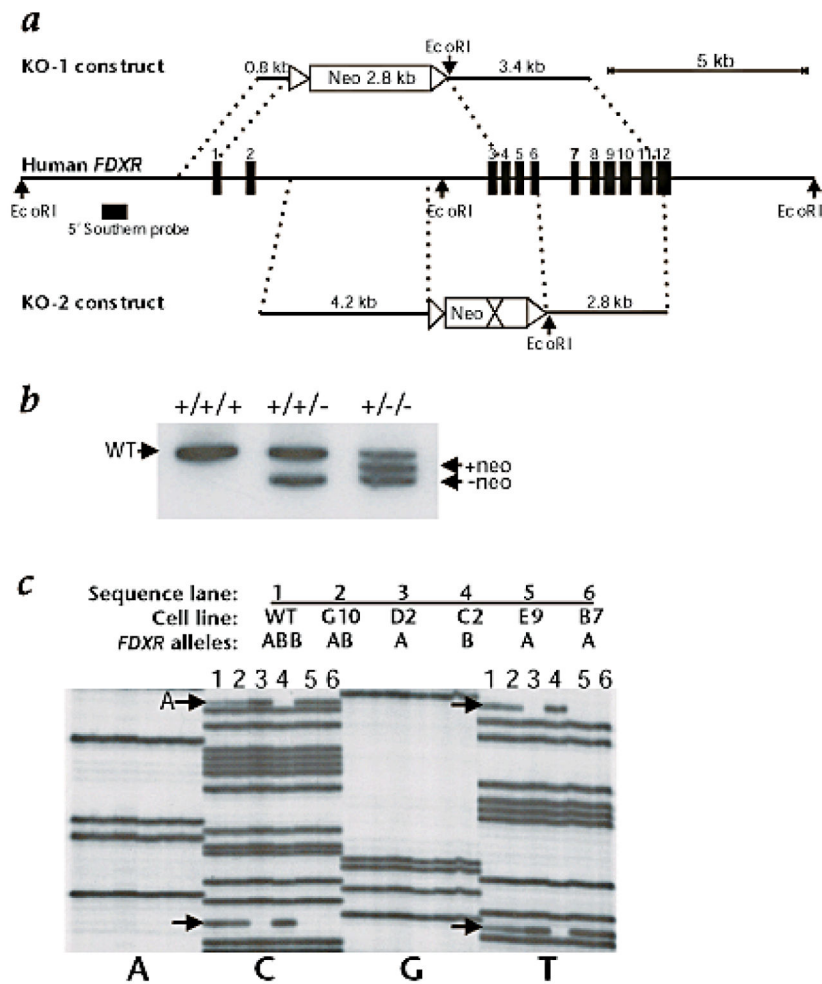 a
KO-1 construct
0.8 kb
Neo 2.8 kb
EcoRI
3.4 kb
5 kb
Human FDXR
1 2 3 4 5 6 7 8 9 10 11 12
EcoRI
EcoRI
EcoRI
5' Southern probe
KO-2 construct
4.2 kb
Neo
2.8 kb
EcoRI
b
+/+/+ +/+/- +/-/-
WT
+neo
-neo
c
Sequence lane: 1 2 3 4 5 6
Cell line: WT G10 D2 C2 E9 B7
FDXR alleles: ABB AB A B A A
1 2 3 4 5 6 1 2 3 4 5 6
A
A C G T